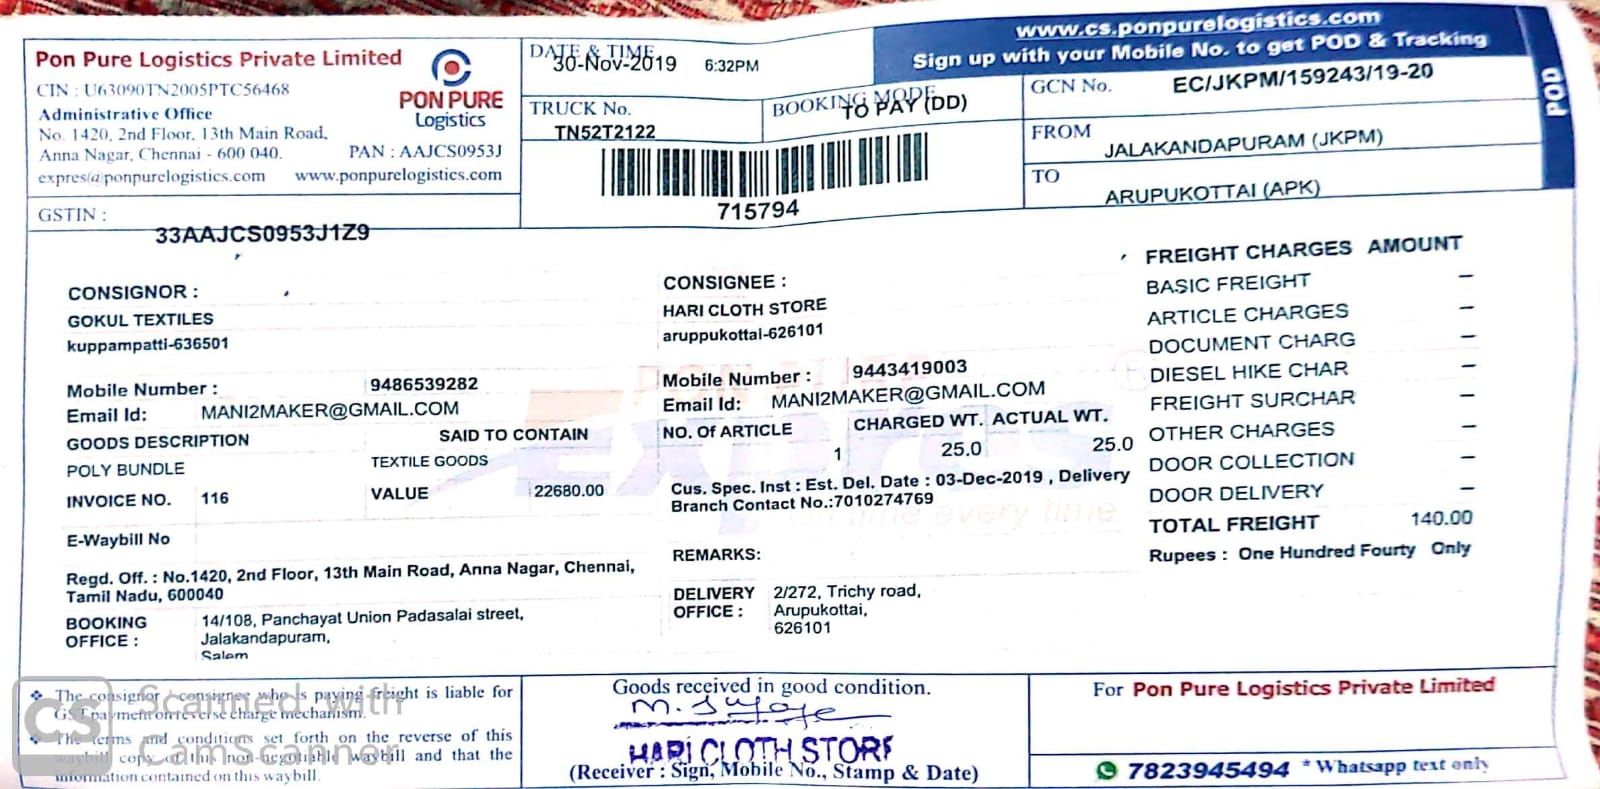 www.cs.ponpurelogistics.com
Sign up with your Mobile No. to get POD & Tracking
POD
Pon Pure Logistics Private Limited
CIN : U63090TN2005PTC56468
Administrative Office
No. 1420, 2nd Floor, 13th Main Road,
Anna Nagar, Chennai - 600 040.
PAN : AAJCS0953J
expres@ponpurelogistics.com www.ponpurelogistics.com
PON PURE
Logistics
GSTIN :
33AAJCS0953J1Z9
DATE & TIME
30-Nov-2019 6:32PM
TRUCK No.
TN52T2122
BOOKING MODE
TO PAY (DD)
715794
GCN No. EC/JKPM/159243/19-20
FROM
JALAKANDAPURAM (JKPM)
TO
ARUPUKOTTAI (APK)
CONSIGNOR :
GOKUL TEXTILES
kuppampatti-636501
Mobile Number : 9486539282
Email Id: MANI2MAKER@GMAIL.COM
GOODS DESCRIPTION SAID TO CONTAIN
POLY BUNDLE TEXTILE GOODS
INVOICE NO. 116 VALUE 22680.00
E-Waybill No
Regd. Off. : No.1420, 2nd Floor, 13th Main Road, Anna Nagar, Chennai,
Tamil Nadu, 600040
BOOKING OFFICE : 14/108, Panchayat Union Padasalai street,
Jalakandapuram,
Salem
CONSIGNEE :
HARI CLOTH STORE
aruppukottai-626101
Mobile Number : 9443419003
Email Id: MANI2MAKER@GMAIL.COM
NO. Of ARTICLE CHARGED WT. ACTUAL WT.
1 25.0 25.0
Cus. Spec. Inst : Est. Del. Date : 03-Dec-2019 , Delivery
Branch Contact No.:7010274769
Expres
On time every time
REMARKS:
DELIVERY OFFICE : 2/272, Trichy road,
Arupukottai,
626101
FREIGHT CHARGES AMOUNT
BASIC FREIGHT –
ARTICLE CHARGES –
DOCUMENT CHARG –
DIESEL HIKE CHAR –
FREIGHT SURCHAR –
OTHER CHARGES –
DOOR COLLECTION –
DOOR DELIVERY –
TOTAL FREIGHT 140.00
Rupees : One Hundred Fourty Only
❖ The consignor / consignee who is paying freight is liable for
GST payment on reverse charge mechanism.
❖ The terms and conditions set forth on the reverse of this
waybill copy of this non-negotiable waybill and that the
information contained on this waybill.
CS
Scanned with
CamScanner
Goods received in good condition.
HARI CLOTH STORE
(Receiver : Sign, Mobile No., Stamp & Date)
For Pon Pure Logistics Private Limited
7823945494 * Whatsapp text only